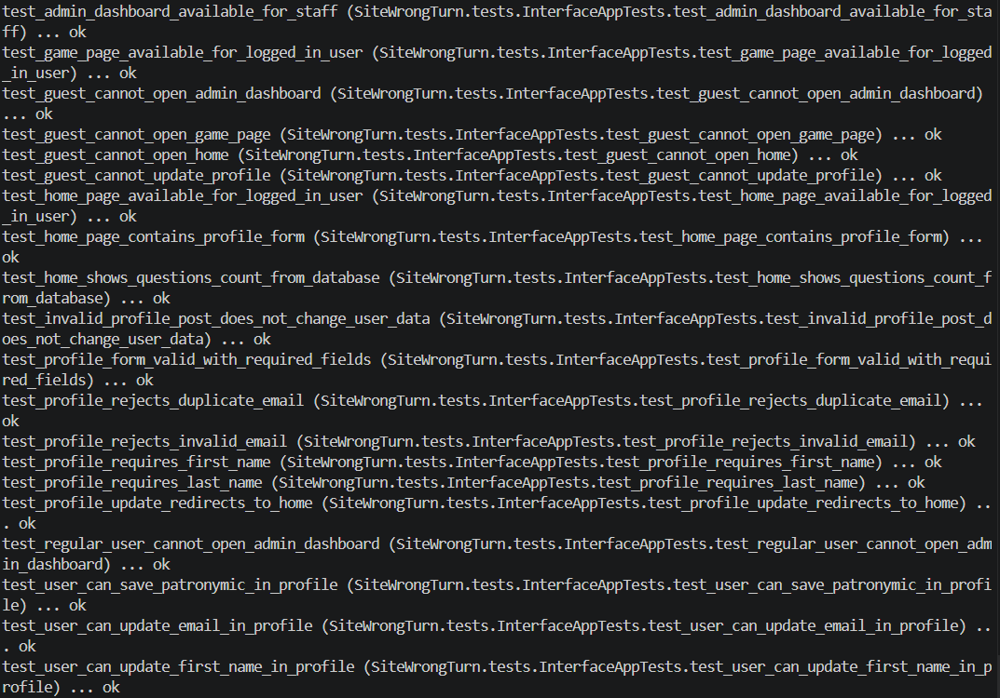 test_admin_dashboard_available_for_staff (SiteWrongTurn.tests.InterfaceAppTests.test_admin_dashboard_available_for_sta
ff) ... ok
test_game_page_available_for_logged_in_user (SiteWrongTurn.tests.InterfaceAppTests.test_game_page_available_for_logged
_in_user) ... ok
test_guest_cannot_open_admin_dashboard (SiteWrongTurn.tests.InterfaceAppTests.test_guest_cannot_open_admin_dashboard)
... ok
test_guest_cannot_open_game_page (SiteWrongTurn.tests.InterfaceAppTests.test_guest_cannot_open_game_page) ... ok
test_guest_cannot_open_home (SiteWrongTurn.tests.InterfaceAppTests.test_guest_cannot_open_home) ... ok
test_guest_cannot_update_profile (SiteWrongTurn.tests.InterfaceAppTests.test_guest_cannot_update_profile) ... ok
test_home_page_available_for_logged_in_user (SiteWrongTurn.tests.InterfaceAppTests.test_home_page_available_for_logged
_in_user) ... ok
test_home_page_contains_profile_form (SiteWrongTurn.tests.InterfaceAppTests.test_home_page_contains_profile_form) ...
ok
test_home_shows_questions_count_from_database (SiteWrongTurn.tests.InterfaceAppTests.test_home_shows_questions_count_f
rom_database) ... ok
test_invalid_profile_post_does_not_change_user_data (SiteWrongTurn.tests.InterfaceAppTests.test_invalid_profile_post_d
oes_not_change_user_data) ... ok
test_profile_form_valid_with_required_fields (SiteWrongTurn.tests.InterfaceAppTests.test_profile_form_valid_with_requi
red_fields) ... ok
test_profile_rejects_duplicate_email (SiteWrongTurn.tests.InterfaceAppTests.test_profile_rejects_duplicate_email) ...
ok
test_profile_rejects_invalid_email (SiteWrongTurn.tests.InterfaceAppTests.test_profile_rejects_invalid_email) ... ok
test_profile_requires_first_name (SiteWrongTurn.tests.InterfaceAppTests.test_profile_requires_first_name) ... ok
test_profile_requires_last_name (SiteWrongTurn.tests.InterfaceAppTests.test_profile_requires_last_name) ... ok
test_profile_update_redirects_to_home (SiteWrongTurn.tests.InterfaceAppTests.test_profile_update_redirects_to_home) ..
. ok
test_regular_user_cannot_open_admin_dashboard (SiteWrongTurn.tests.InterfaceAppTests.test_regular_user_cannot_open_adm
in_dashboard) ... ok
test_user_can_save_patronymic_in_profile (SiteWrongTurn.tests.InterfaceAppTests.test_user_can_save_patronymic_in_profi
le) ... ok
test_user_can_update_email_in_profile (SiteWrongTurn.tests.InterfaceAppTests.test_user_can_update_email_in_profile) ..
. ok
test_user_can_update_first_name_in_profile (SiteWrongTurn.tests.InterfaceAppTests.test_user_can_update_first_name_in_p
rofile) ... ok